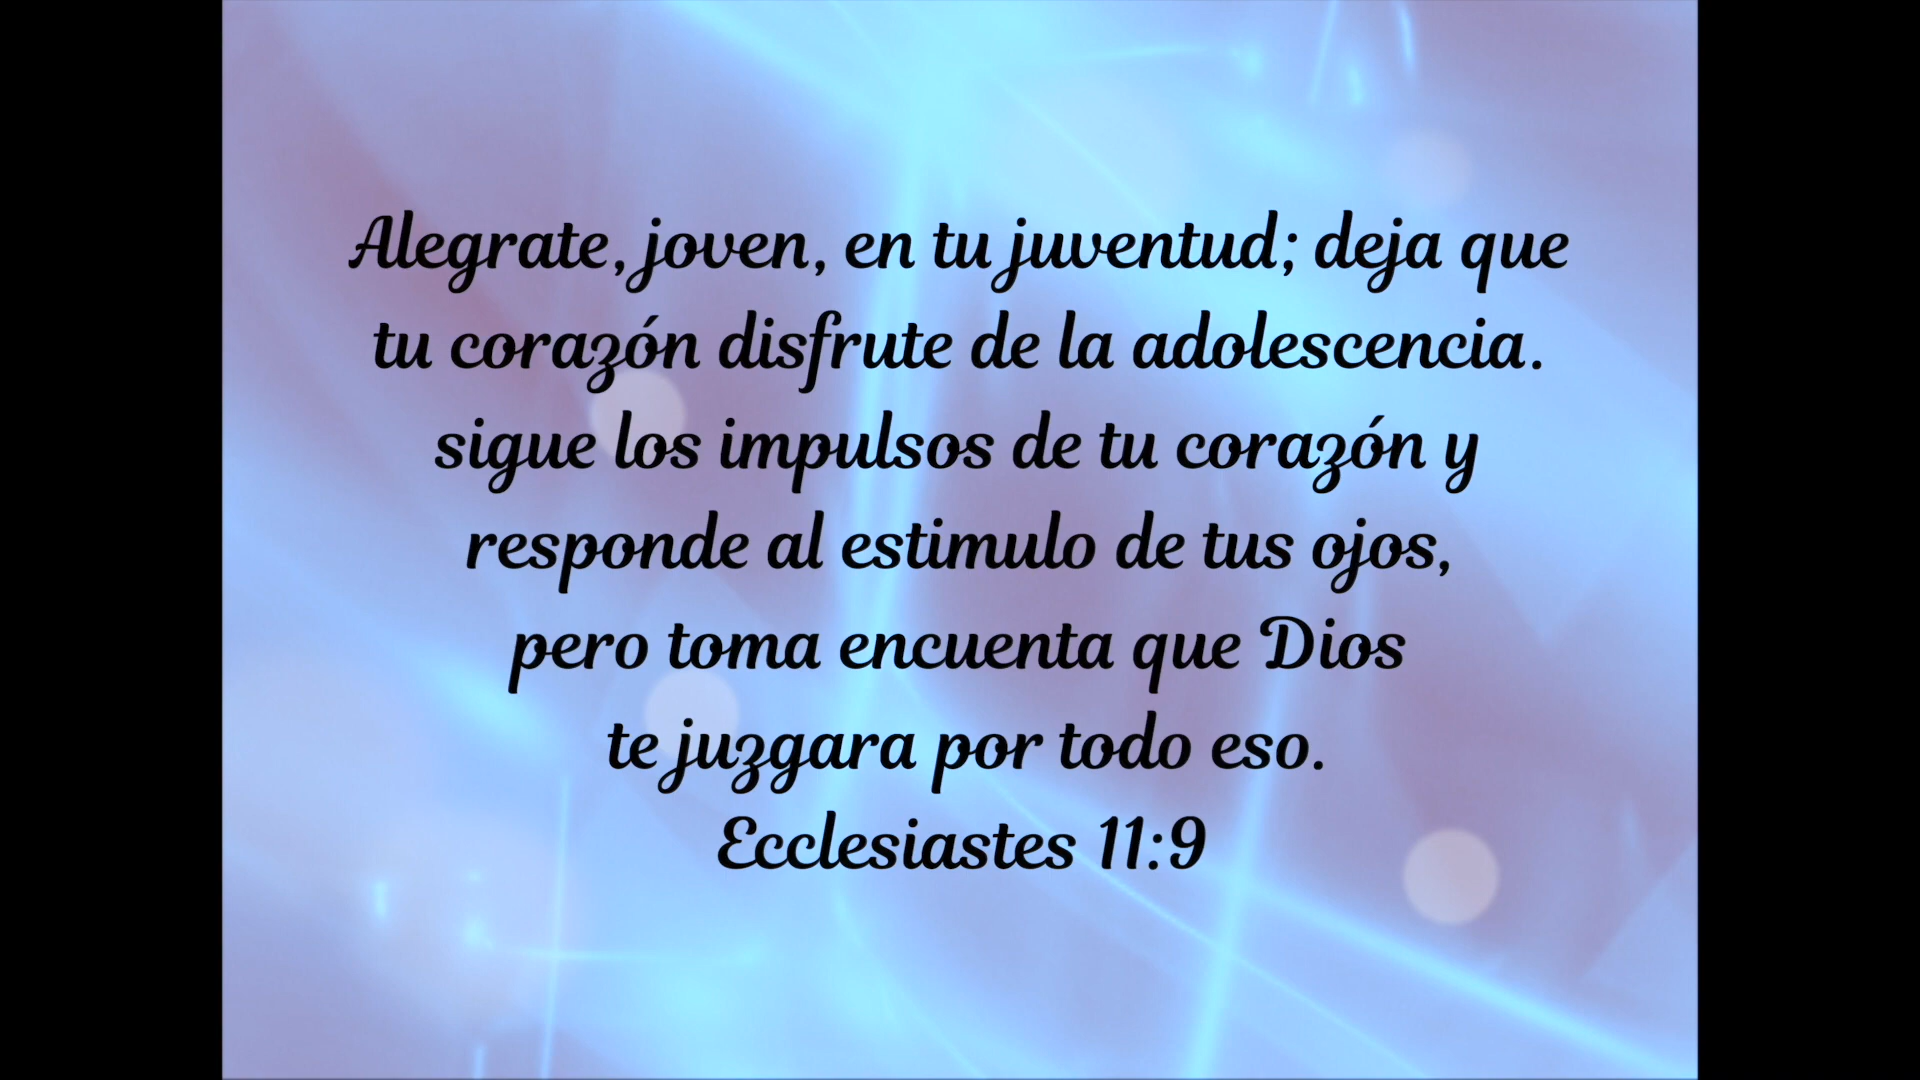 Alegrate, joven, en tu juventud; deja que
tu corazón disfrute de la adolescencia.
sigue los impulsos de tu corazón y
responde al estimulo de tus ojos,
pero toma encuenta que Dios
te juzgara por todo eso.
Ecclesiastes 11:9